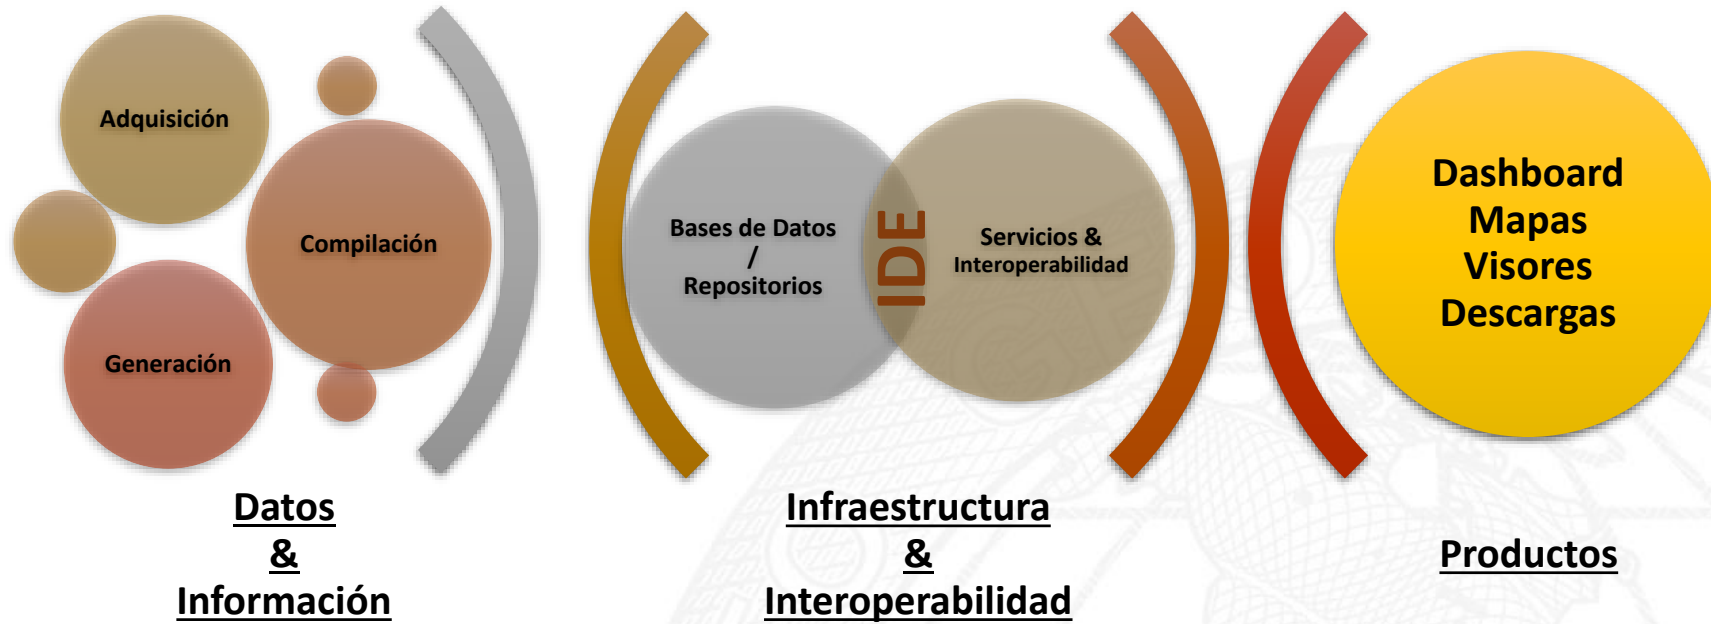 Adquisición
Compilación
Generación
Datos
&
Información
Bases de Datos
/
Repositorios
IDE
Servicios &
Interoperabilidad
Infraestructura
&
Interoperabilidad
Dashboard
Mapas
Visores
Descargas
Productos